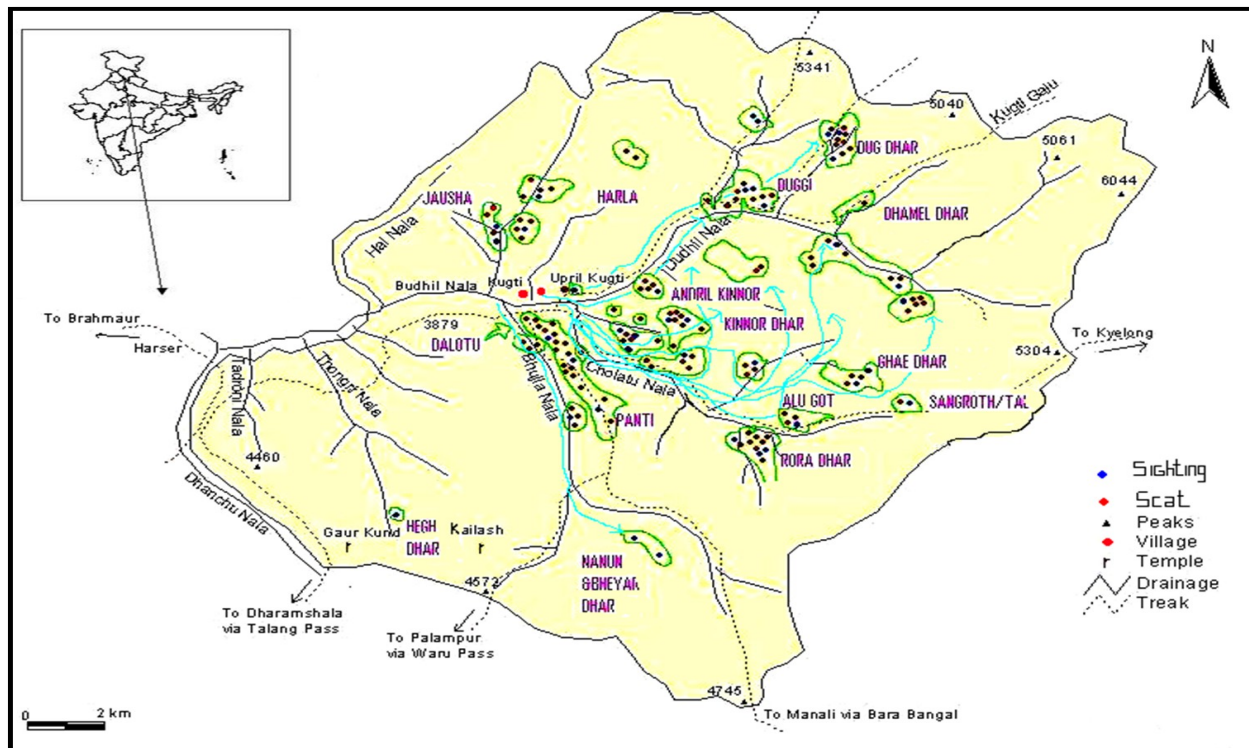 N
5341
5040
Kugti Galu
5061
6044
DUG DHAR
DUGGI
JAUSHA
HARLA
DHAMEL DHAR
Hal Nala
Dudhil Nala
Budhil Nala
Kugti
Upril Kugti
ANDRIL KINNOR
To Brahmaur
Harser
3879
DALOTU
KINNOR DHAR
To Kyelong
5304
Bhujla Nala
Cholatu Nala
GHAE DHAR
Thongri Nala
ALU GOT
SANGROTH/TAL
PANTI
RORA DHAR
4460
Dhanchu Nala
Sighting
Scat
Peaks
Village
Temple
Drainage
Treak
HEGH
DHAR
Gaur Kund
Kailash
NANUN
&BHEYAR
DHAR
4572
To Dharamshala
via Talang Pass
To Palampur
via Waru Pass
4745
To Manali via Bara Bangal
0 2 km